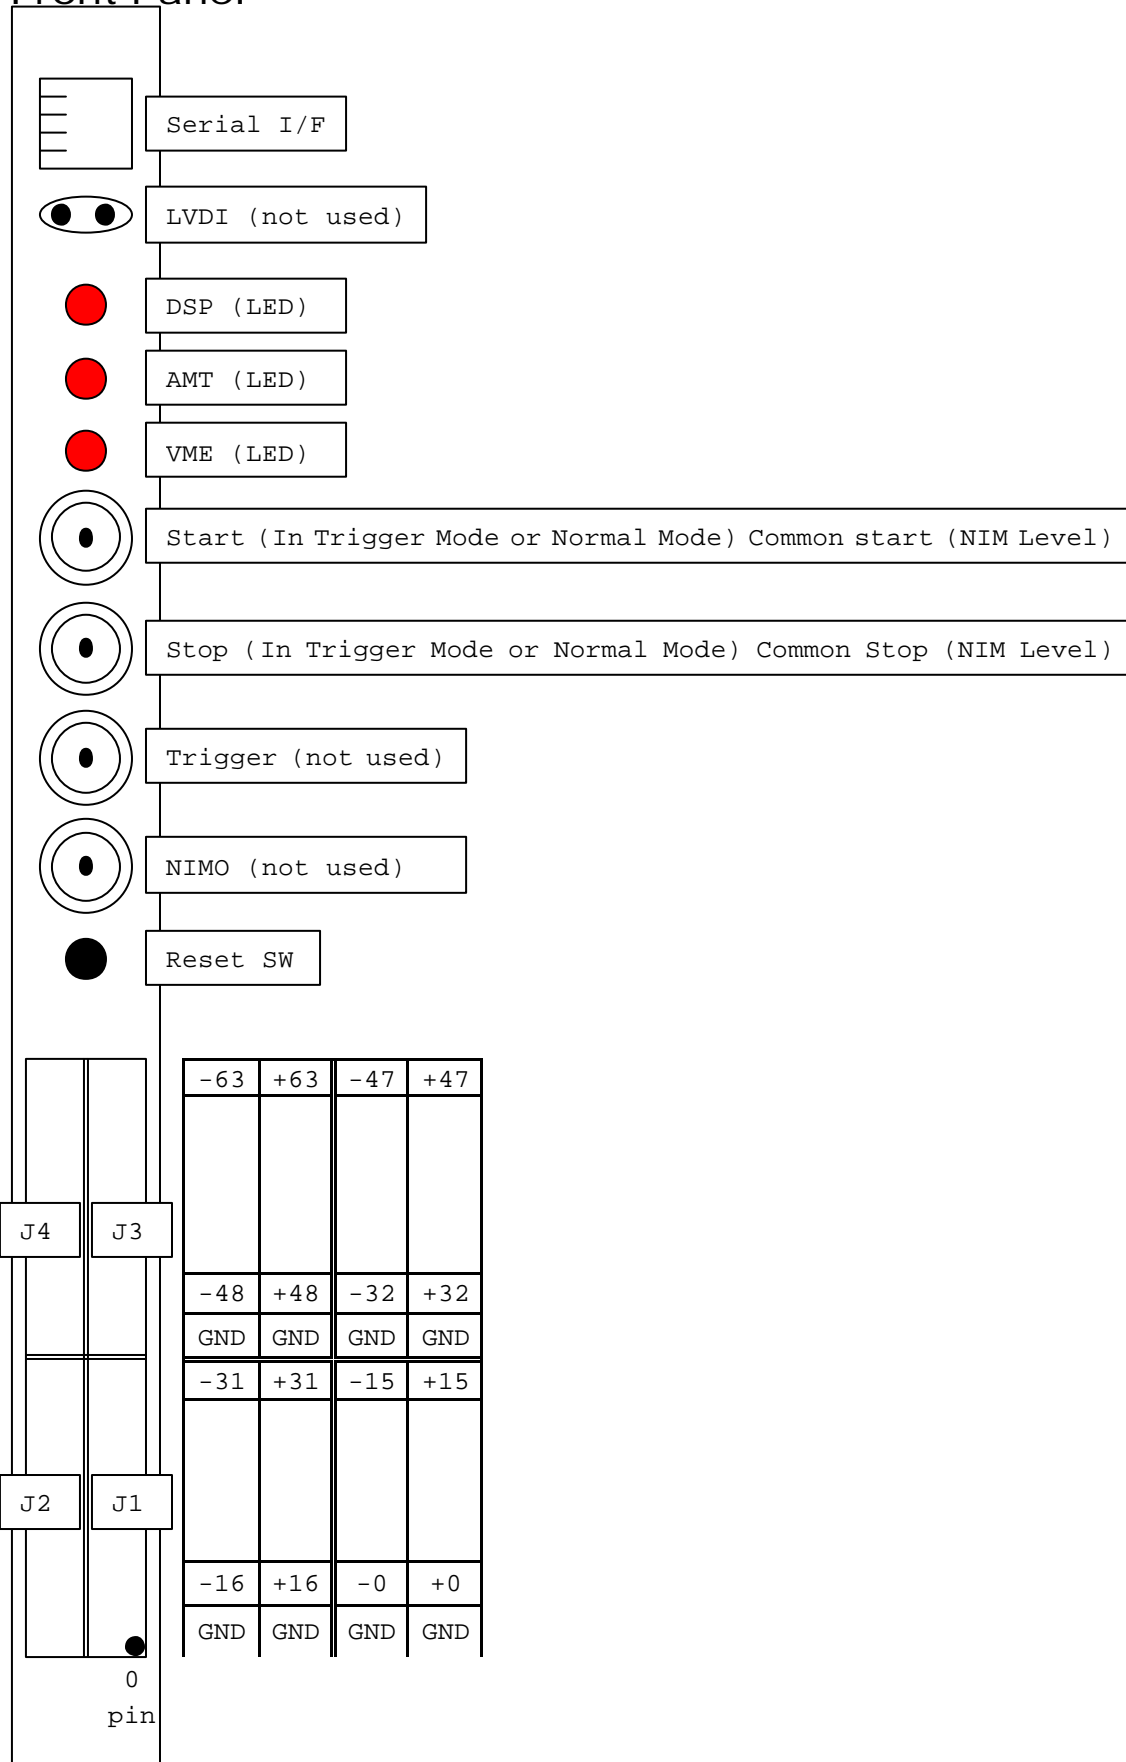 Front Panel
Serial I/F
LVDI (not used)
DSP (LED)
AMT (LED)
VME (LED)
Start (In Trigger Mode or Normal Mode) Common start (NIM Level)
Stop (In Trigger Mode or Normal Mode) Common Stop (NIM Level)
Trigger (not used)
NIMO (not used)
Reset SW
-63 +63 -47 +47
J4 J3
-48 +48 -32 +32
GND GND GND GND
-31 +31 -15 +15
J2 J1
-16 +16 -0 +0
GND GND GND GND
0
pin